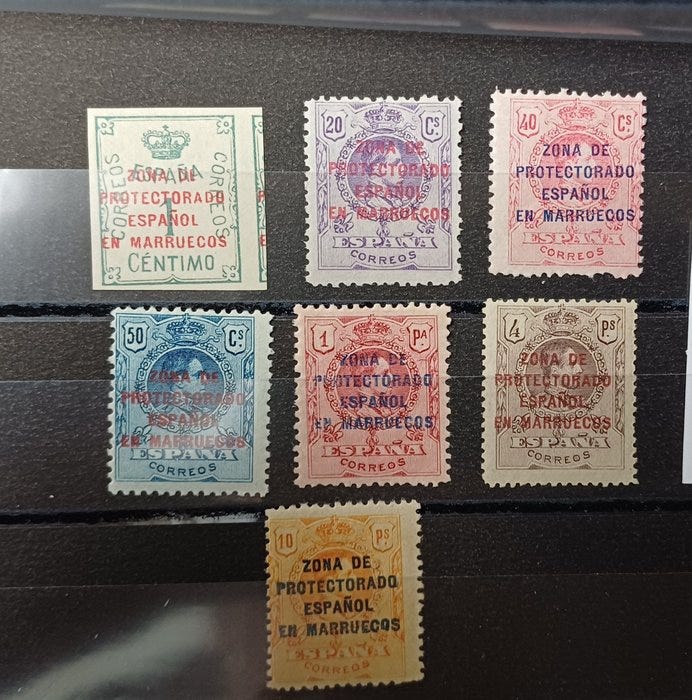 ESPAÑA
CORREOS
CORREOS
1
CÉNTIMO
ZONA DE
PROTECTORADO
ESPAÑOL
EN MARRUECOS
20 Cs
ZONA DE
PROTECTORADO
ESPAÑOL
EN MARRUECOS
ESPAÑA
CORREOS
40 Cs
ZONA DE
PROTECTORADO
ESPAÑOL
EN MARRUECOS
ESPAÑA
CORREOS
50 Cs
ZONA DE
PROTECTORADO
ESPAÑOL
EN MARRUECOS
ESPAÑA
CORREOS
1 PA
ZONA DE
PROTECTORADO
ESPAÑOL
EN MARRUECOS
ESPAÑA
CORREOS
4 Ps
ZONA DE
PROTECTORADO
ESPAÑOL
EN MARRUECOS
ESPAÑA
CORREOS
10 Ps
ZONA DE
PROTECTORADO
ESPAÑOL
EN MARRUECOS
ESPAÑA
CORREOS